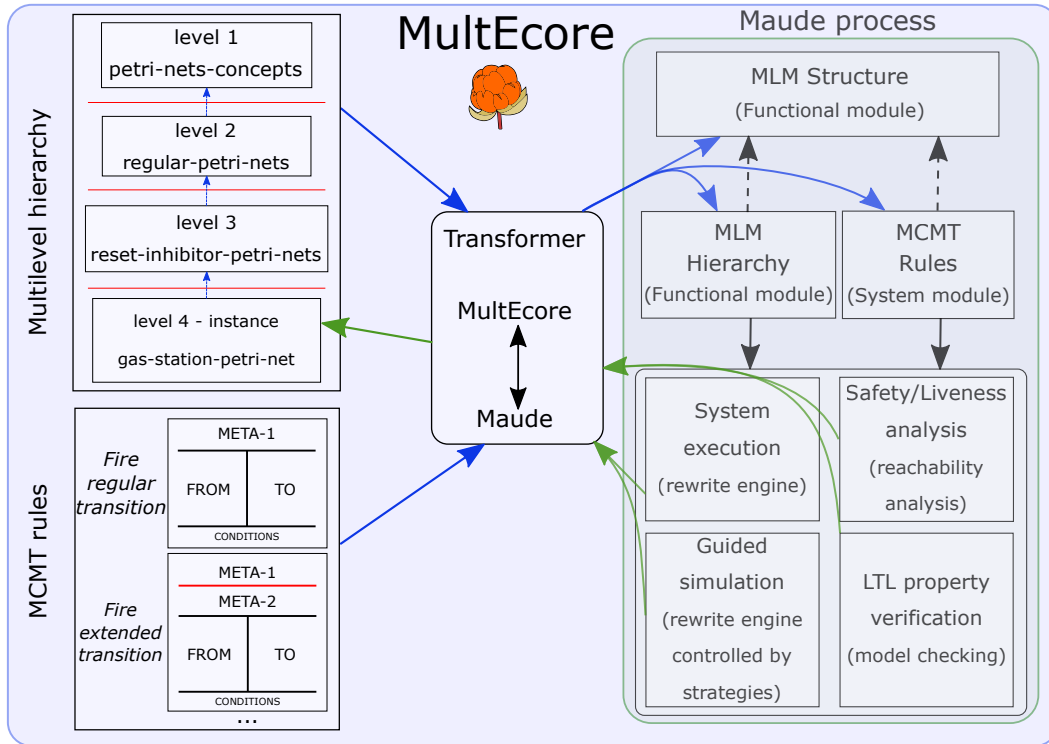 MultEcore
Multilevel hierarchy
level 1
petri-nets-concepts
level 2
regular-petri-nets
level 3
reset-inhibitor-petri-nets
level 4 - instance
gas-station-petri-net
MCMT rules
Fire
regular
transition
META-1
FROM
TO
CONDITIONS
Fire
extended
transition
META-1
META-2
FROM
TO
CONDITIONS
...
Transformer
MultEcore
Maude
Maude process
MLM Structure
(Functional module)
MLM
Hierarchy
(Functional module)
MCMT
Rules
(System module)
System
execution
(rewrite engine)
Safety/Liveness
analysis
(reachability
analysis)
Guided
simulation
(rewrite engine
controlled by
strategies)
LTL property
verification
(model checking)